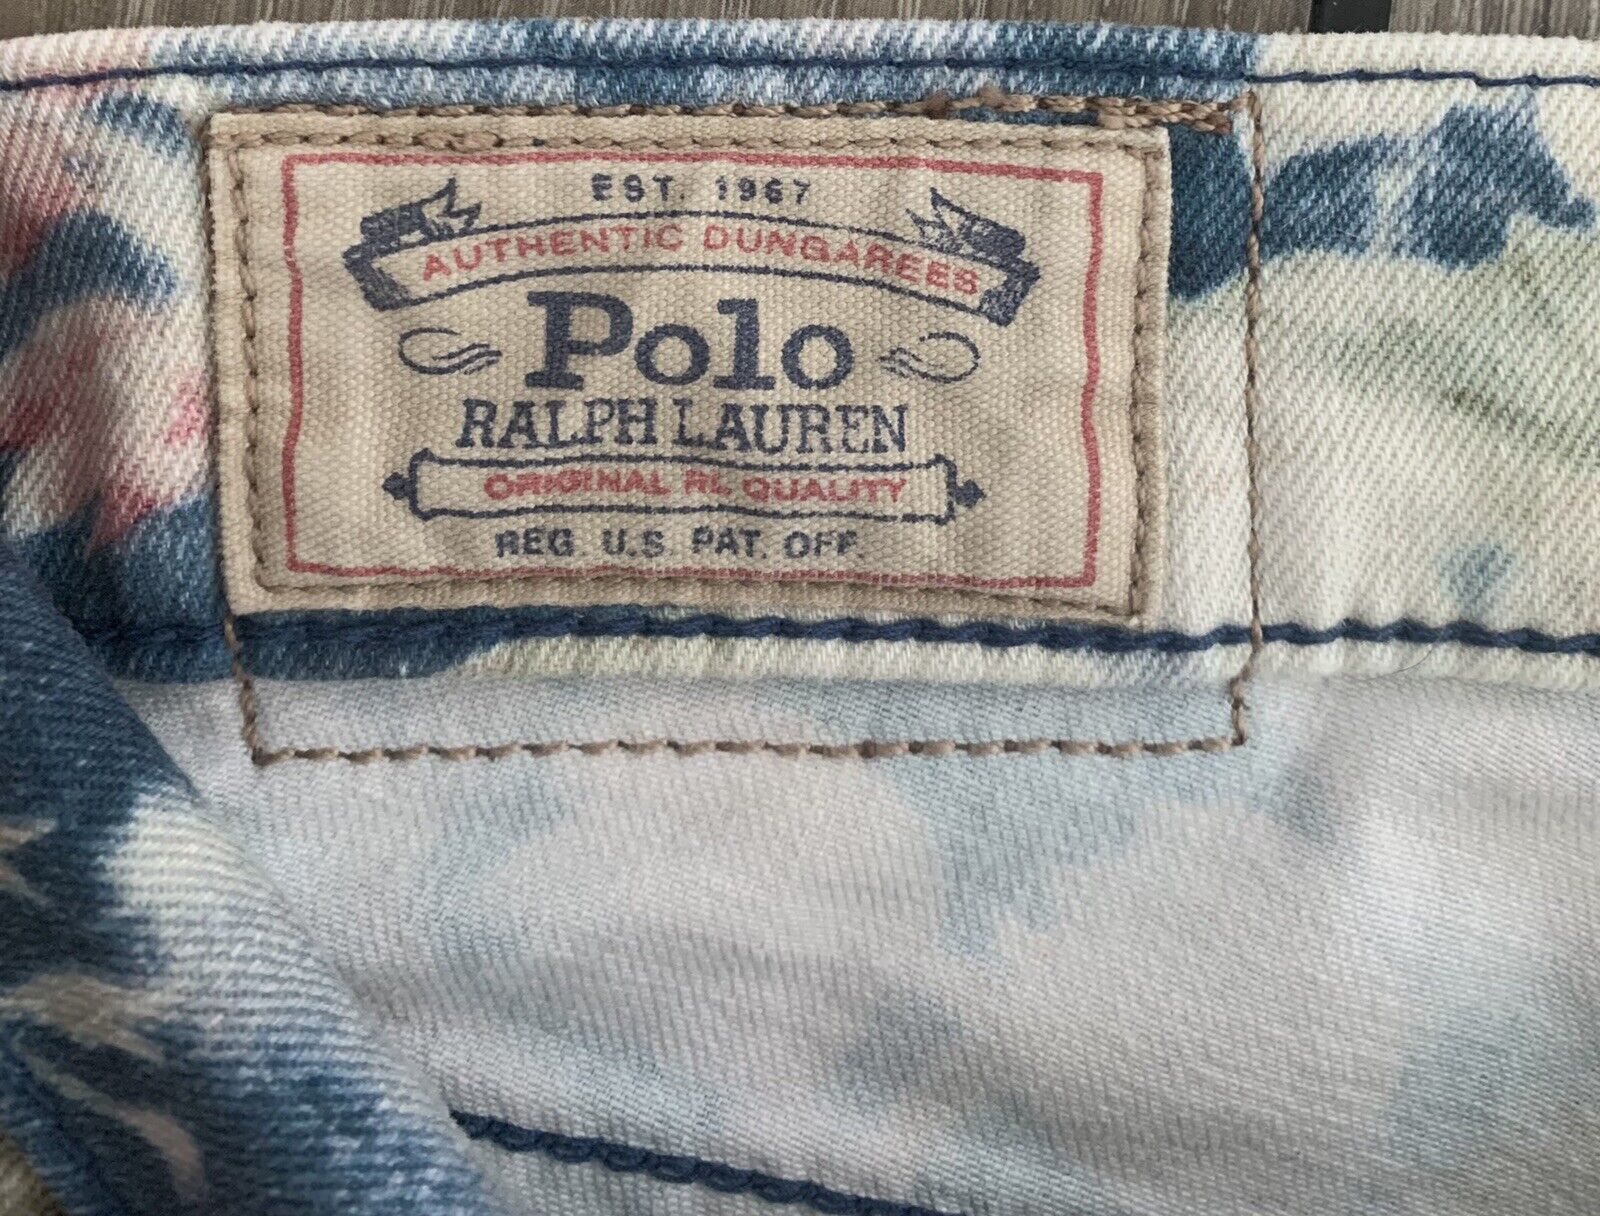 EST. 1967
AUTHENTIC DUNGAREES
Polo
RALPH LAUREN
ORIGINAL RL QUALITY
REG. U.S. PAT. OFF.